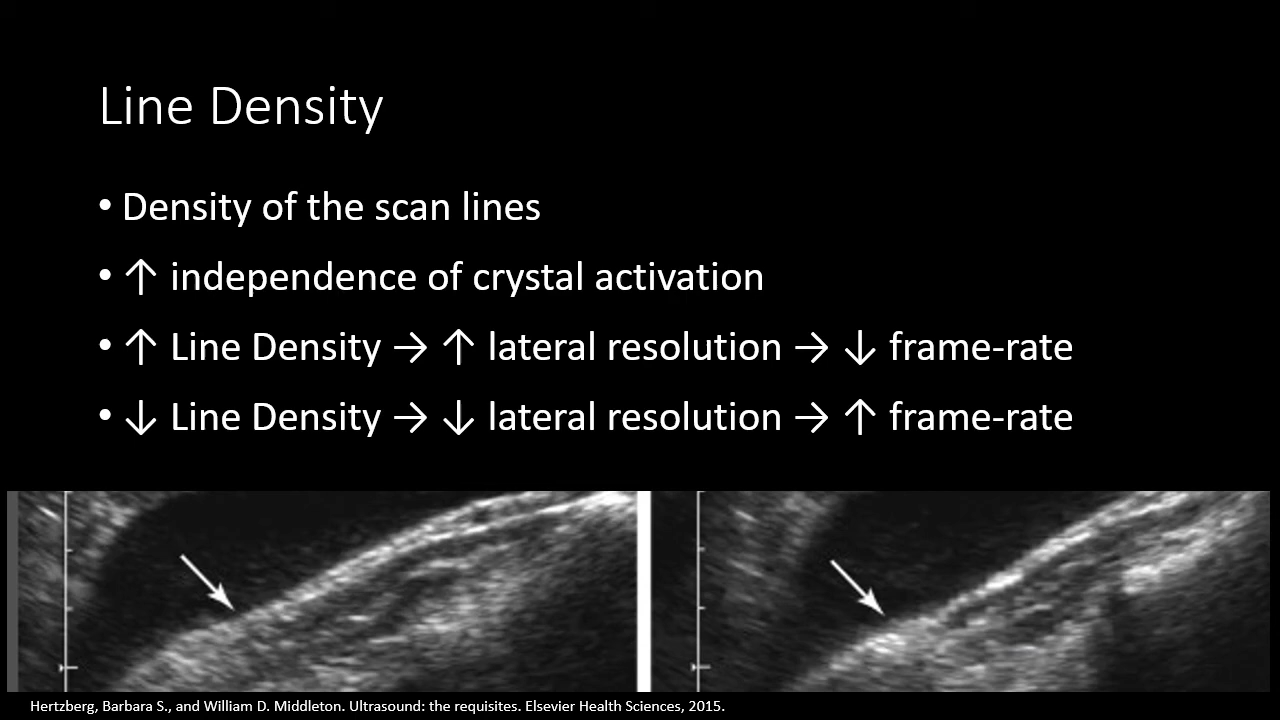 Line Density
• Density of the scan lines
• ↑ independence of crystal activation
• ↑ Line Density → ↑ lateral resolution → ↓ frame-rate
• ↓ Line Density → ↓ lateral resolution → ↑ frame-rate
Hertzberg, Barbara S., and William D. Middleton. Ultrasound: the requisites. Elsevier Health Sciences, 2015.